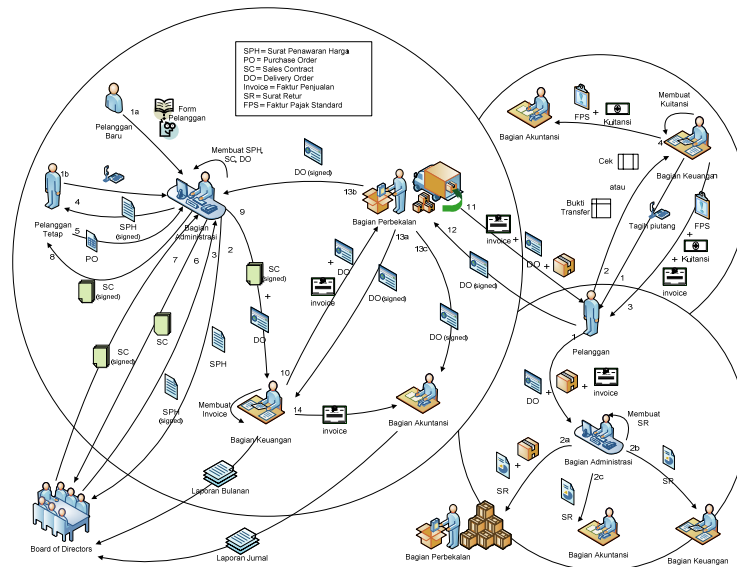 SPH = Surat Penawaran Harga
PO = Purchase Order
SC = Sales Contract
DO = Delivery Order
Invoice = Faktur Penjualan
SR = Surat Retur
FPS = Faktur Pajak Standard
1a
Form
Pelanggan
Pelanggan
Baru
Membuat SPH,
SC, DO
DO (signed)
13b
1b
4
SPH
(signed)
5
PO
8
Pelanggan
Tetap
Bagian
Administrasi
9
2
3
6
7
SC
(signed)
SC
(signed)
SC
SPH
SPH
(signed)
SC
(signed)
+
DO
Bagian Perbekalan
11
12
13a
13c
+
DO
invoice
DO (signed)
DO
(signed)
invoice
+
DO
+
DO (signed)
10
Membuat
Invoice
Bagian Keuangan
14
invoice
Bagian Akuntansi
Laporan Bulanan
Laporan Jurnal
Board of Directors
Bagian Akuntansi
FPS
+
Kuitansi
Membuat
Kuitansi
4
Bagian Keuangan
Cek
atau
Bukti
Transfer
Tagih piutang
FPS
+
Kuitansi
+
invoice
2
1
3
Pelanggan
1
DO
+
+
invoice
Membuat
SR
Bagian Administrasi
2a
2b
2c
SR
+
SR
SR
Bagian Perbekalan
Bagian Akuntansi
Bagian Keuangan